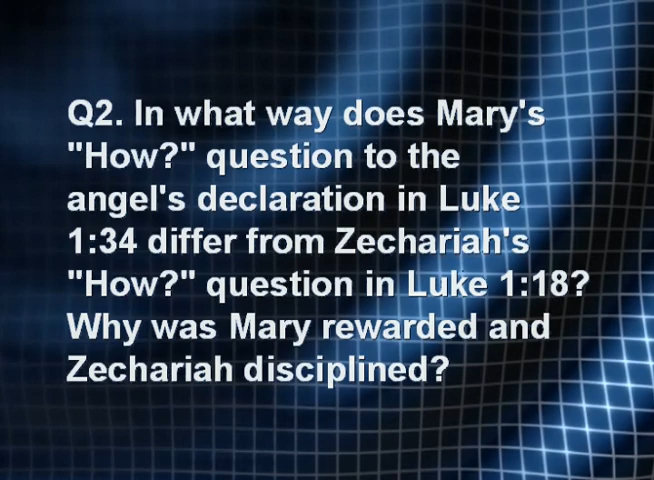 Q2. In what way does Mary's
"How?" question to the
angel's declaration in Luke
1:34 differ from Zechariah's
"How?" question in Luke 1:18?
Why was Mary rewarded and
Zechariah disciplined?